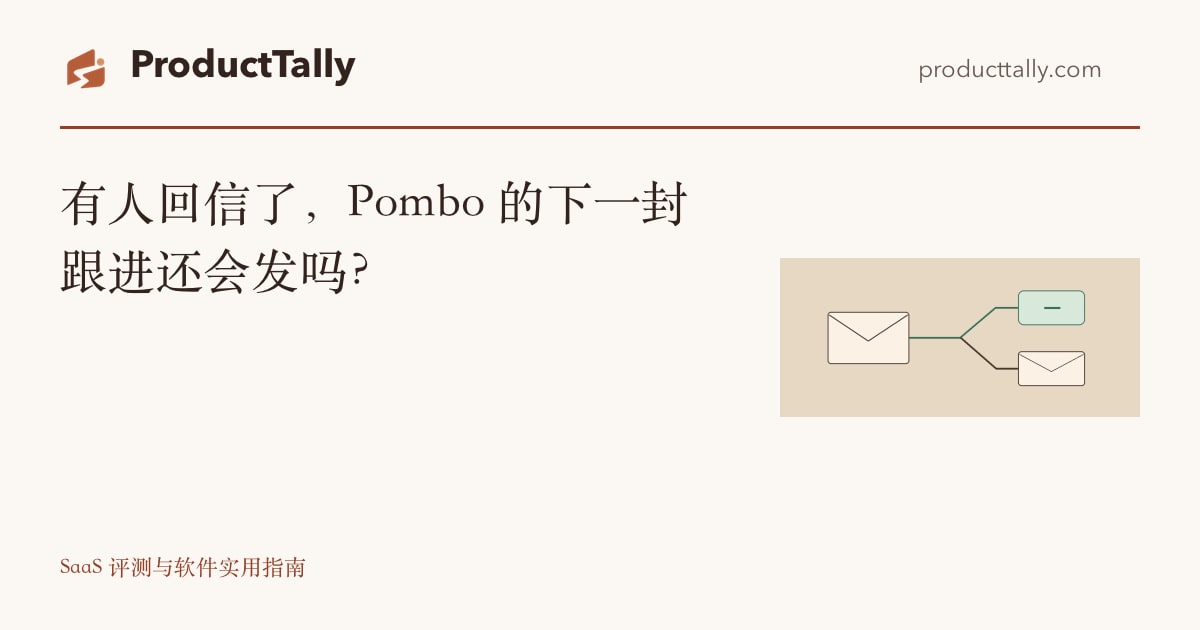 ProductTally
producttally.com
有人回信了，Pombo 的下一封
跟进还会发吗？
SaaS 评测与软件实用指南